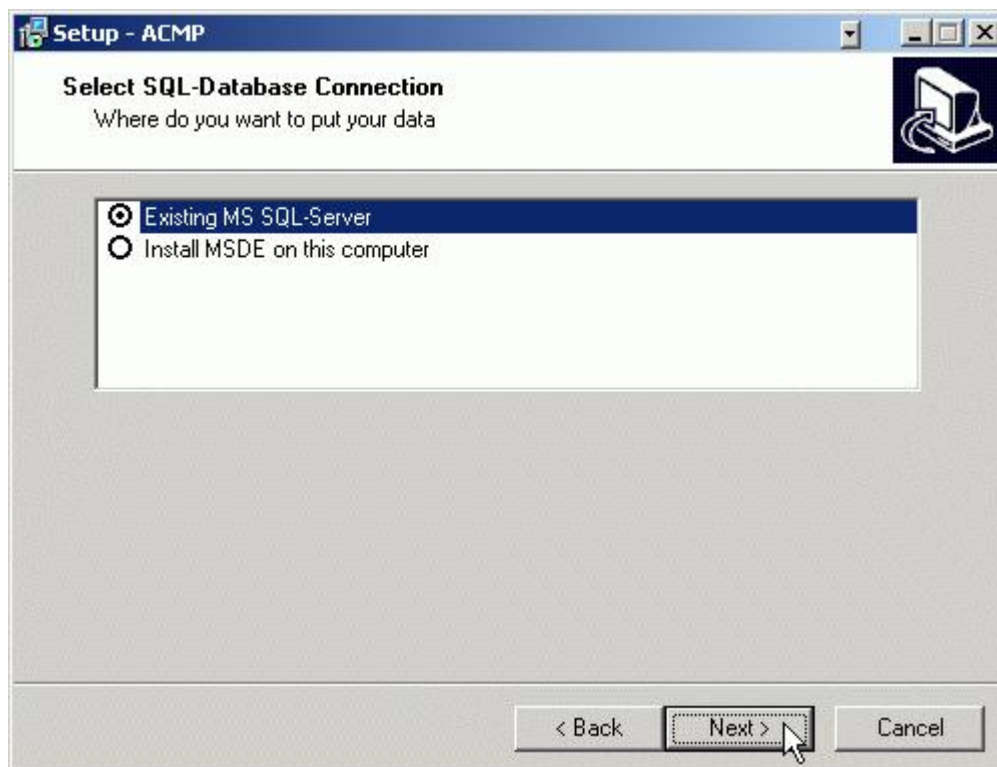 Setup - ACMP
Select SQL-Database Connection
Where do you want to put your data
Existing MS SQL-Server
Install MSDE on this computer
< Back Next > Cancel